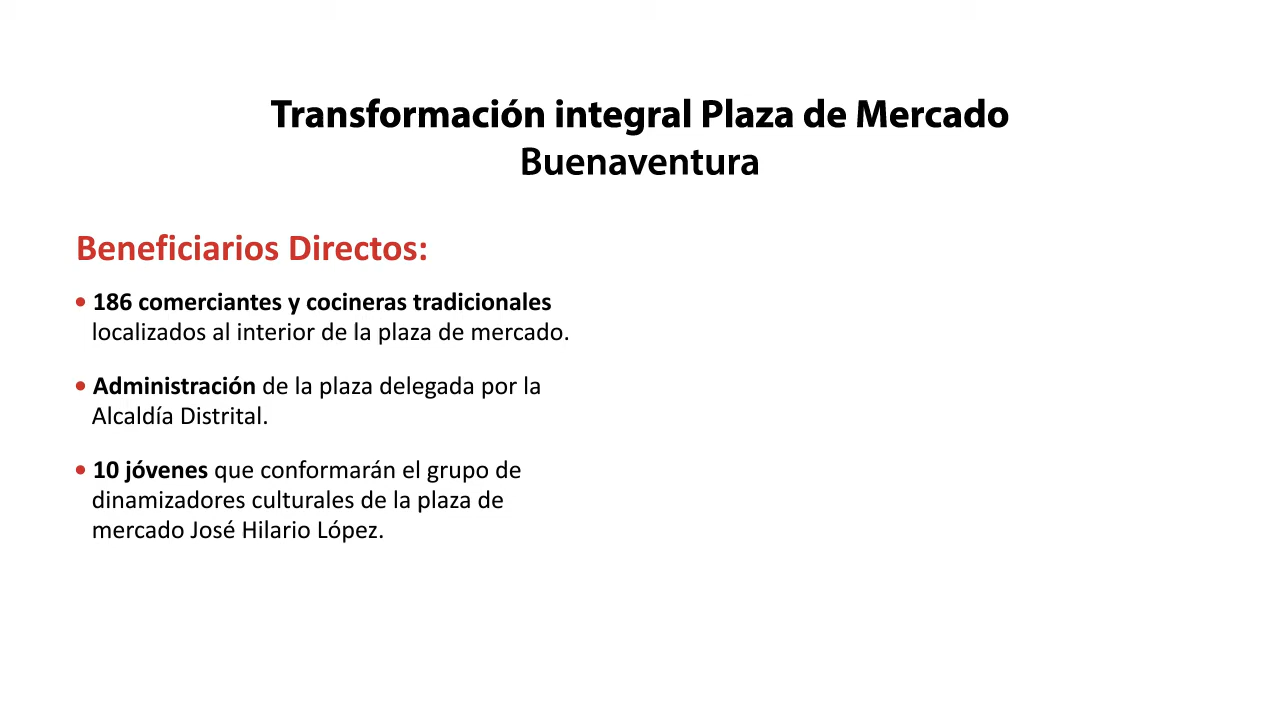 Transformación integral Plaza de Mercado
Buenaventura
Beneficiarios Directos:
• 186 comerciantes y cocineras tradicionales
localizados al interior de la plaza de mercado.
• Administración de la plaza delegada por la
Alcaldía Distrital.
• 10 jóvenes que conformarán el grupo de
dinamizadores culturales de la plaza de
mercado José Hilario López.